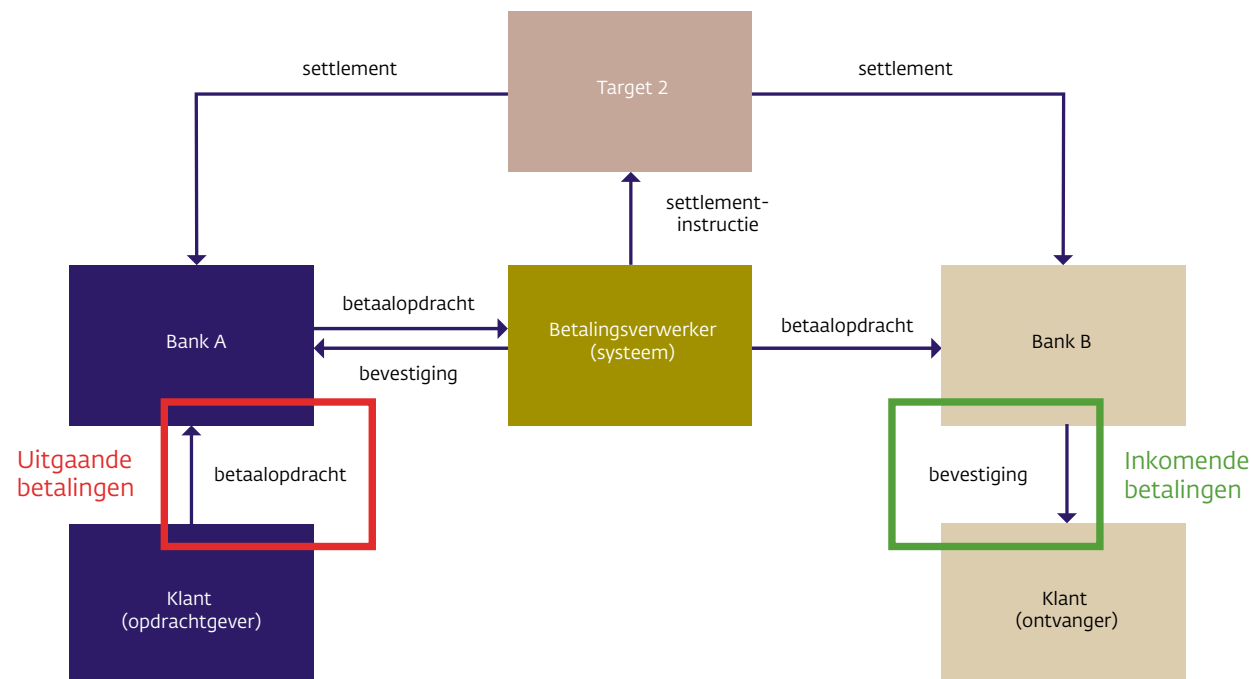 settlement
Target 2
settlement
settlement-
instructie
Bank A
betaalopdracht
bevestiging
Betalingsverwerker
(systeem)
betaalopdracht
Bank B
Uitgaande
betalingen
betaalopdracht
bevestiging
Inkomende
betalingen
Klant
(opdrachtgever)
Klant
(ontvanger)